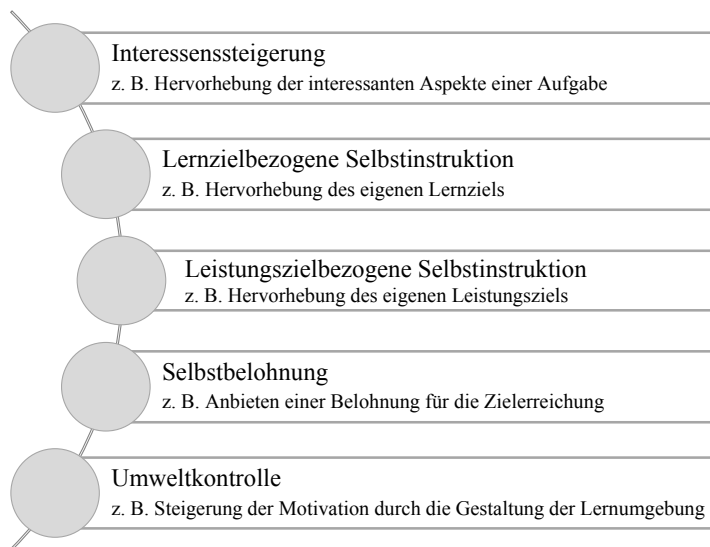 Interessenssteigerung
z. B. Hervorhebung der interessanten Aspekte einer Aufgabe
Lernzielbezogene Selbstinstruktion
z. B. Hervorhebung des eigenen Lernziels
Leistungszielbezogene Selbstinstruktion
z. B. Hervorhebung des eigenen Leistungsziels
Selbstbelohnung
z. B. Anbieten einer Belohnung für die Zielerreichung
Umweltkontrolle
z. B. Steigerung der Motivation durch die Gestaltung der Lernumgebung